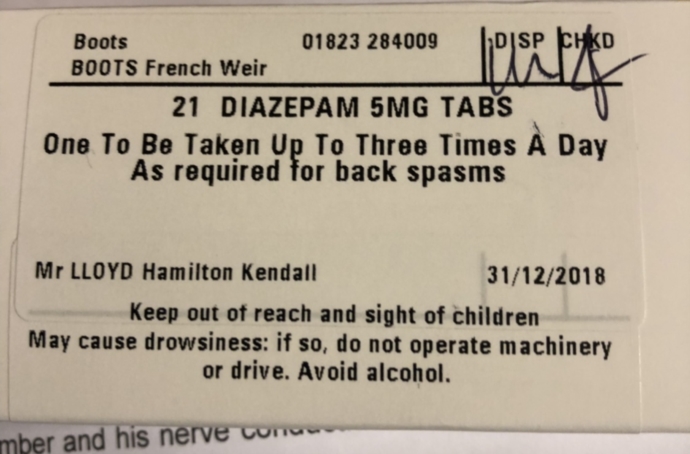 Boots 01823 284009 DISP CHKD
BOOTS French Weir
21 DIAZEPAM 5MG TABS
One To Be Taken Up To Three Times A Day
As required for back spasms
Mr LLOYD Hamilton Kendall 31/12/2018
Keep out of reach and sight of children
May cause drowsiness: if so, do not operate machinery
or drive. Avoid alcohol.
and his nerve